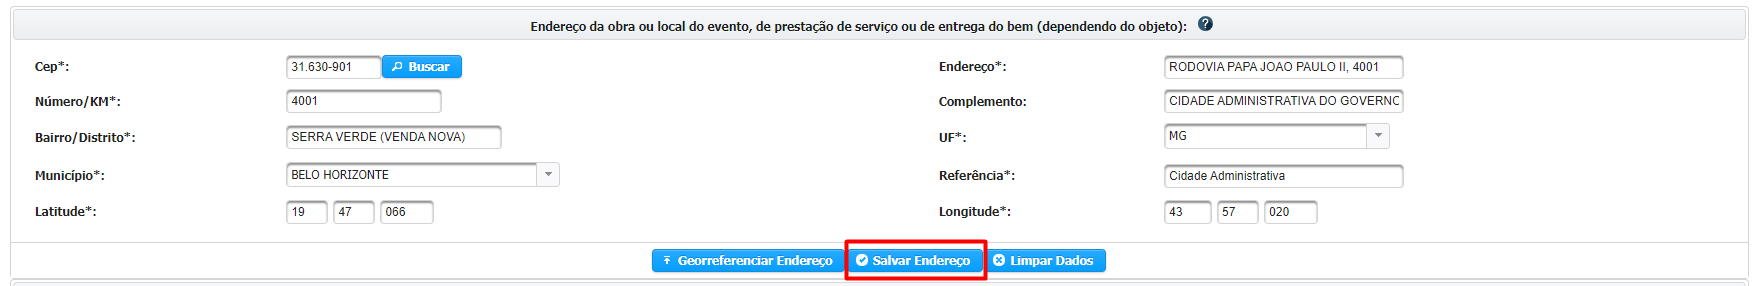 Endereço da obra ou local do evento, de prestação de serviço ou de entrega do bem (dependendo do objeto): ?
Cep*: 31.630-901 Buscar Endereço*: RODOVIA PAPA JOAO PAULO II, 4001
Número/KM*: 4001 Complemento: CIDADE ADMINISTRATIVA DO GOVERNO
Bairro/Distrito*: SERRA VERDE (VENDA NOVA) UF*: MG
Município*: BELO HORIZONTE Referência*: Cidade Administrativa
Latitude*: 19 47 066 Longitude*: 43 57 020
Georreferenciar Endereço Salvar Endereço Limpar Dados